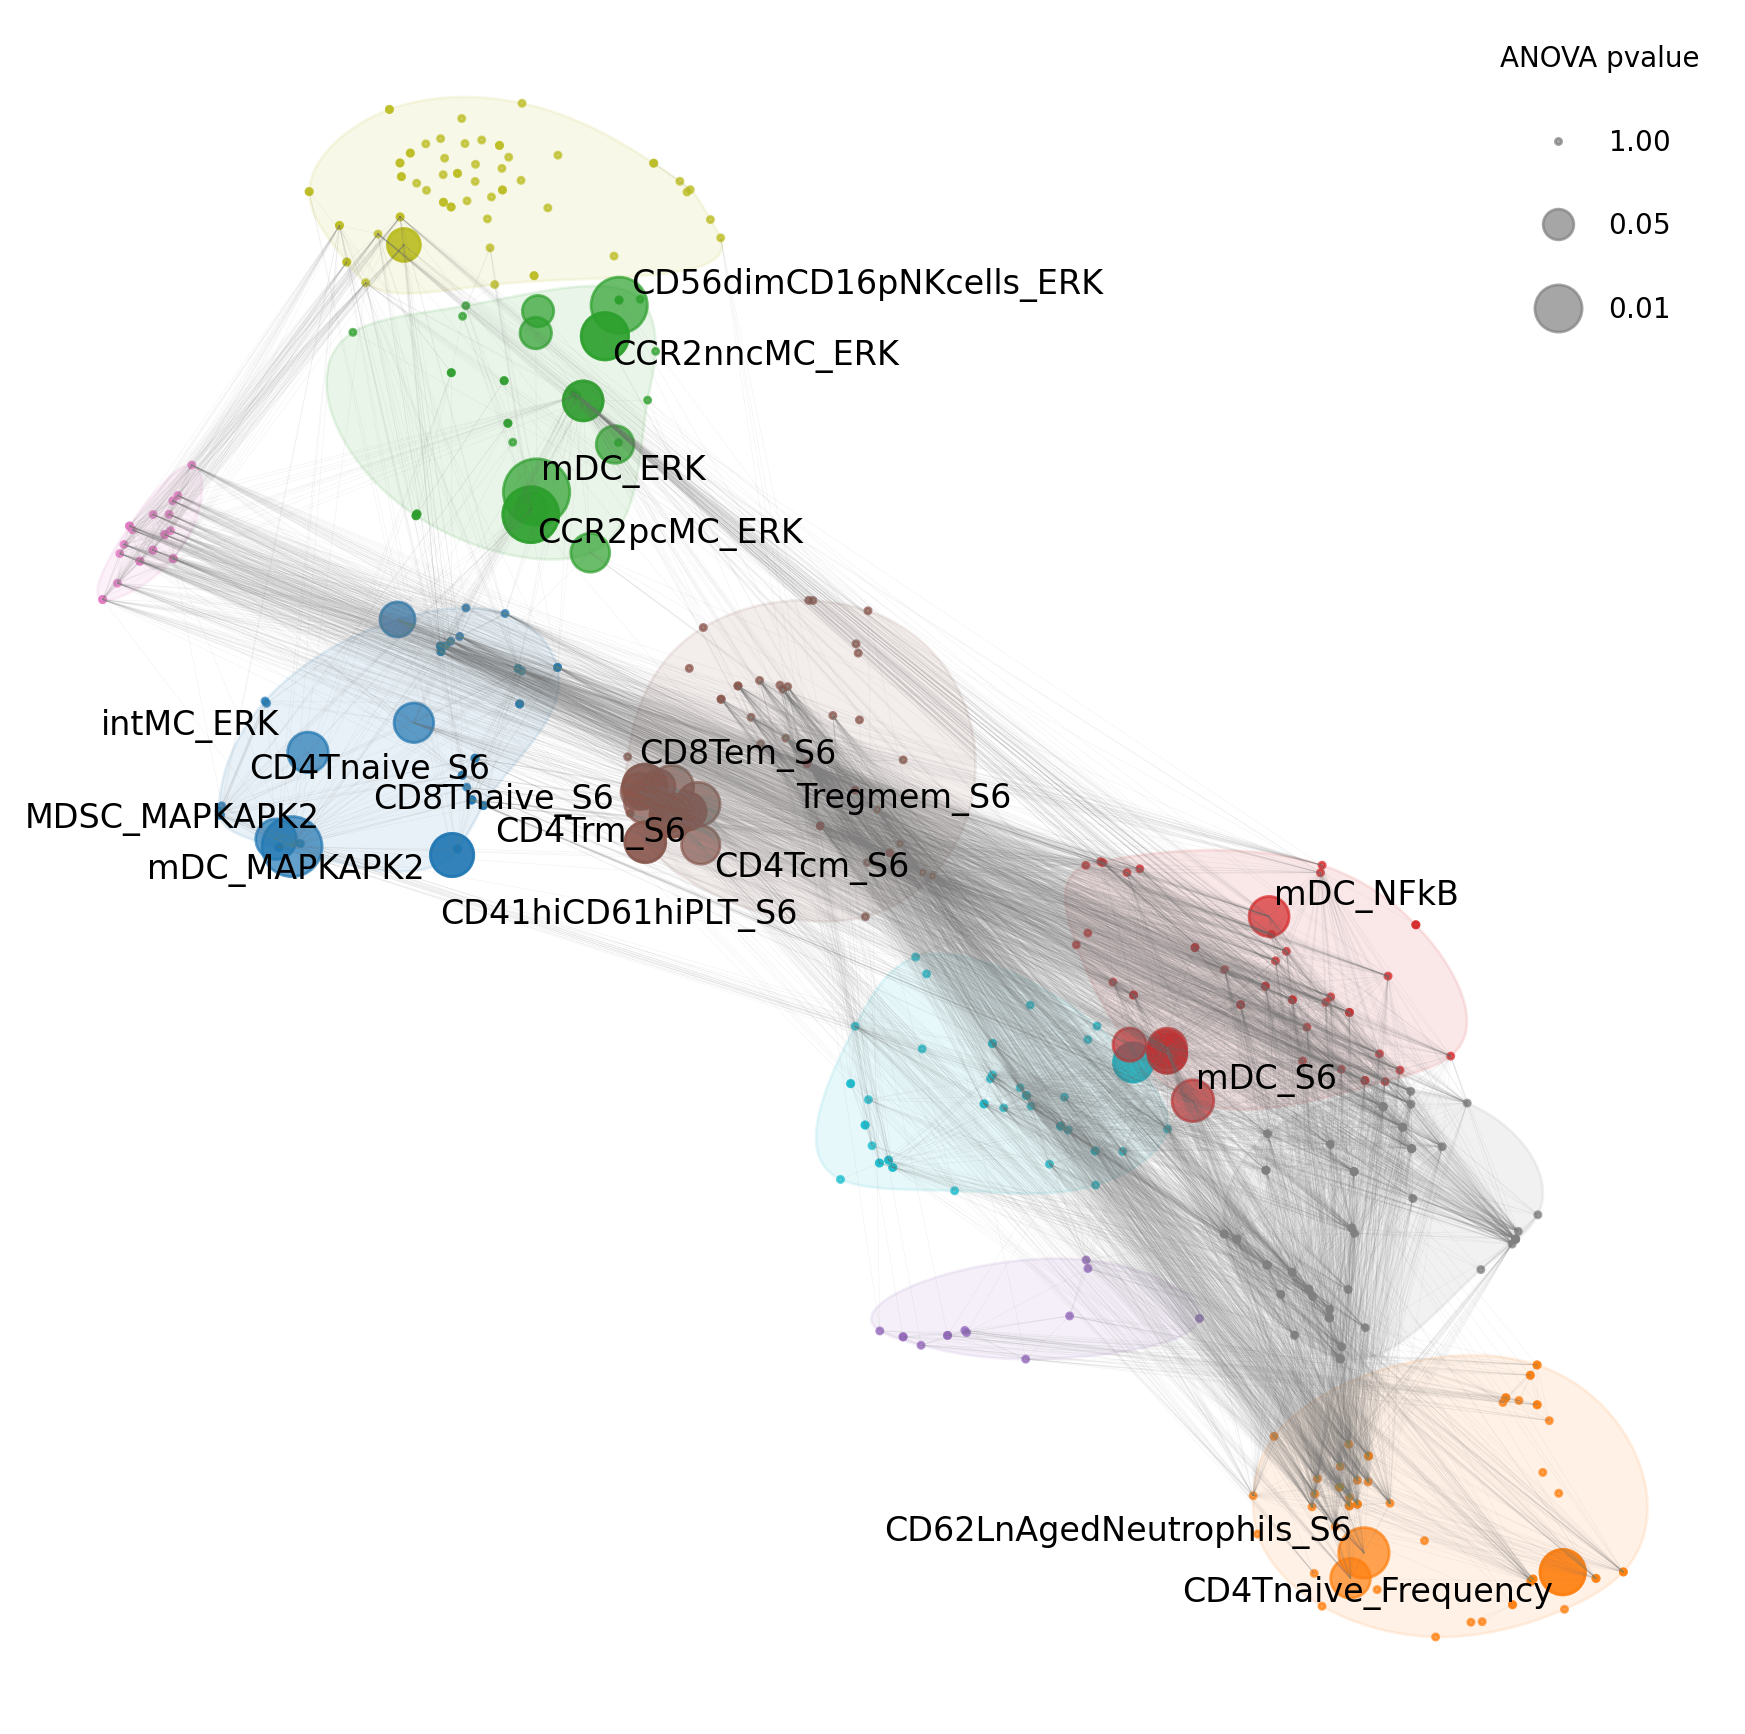 ANOVA pvalue
1.00
0.05
0.01
CD56dimCD16pNKcells_ERK
CCR2nncMC_ERK
mDC_ERK
CCR2pcMC_ERK
intMC_ERK
CD4Tnaive_S6
CD8Tem_S6
CD8Tnaive_S6
Tregmem_S6
MDSC_MAPKAPK2
CD4Trm_S6
mDC_MAPKAPK2
CD4Tcm_S6
CD41hiCD61hiPLT_S6
mDC_NFkB
mDC_S6
CD62LnAgedNeutrophils_S6
CD4Tnaive_Frequency